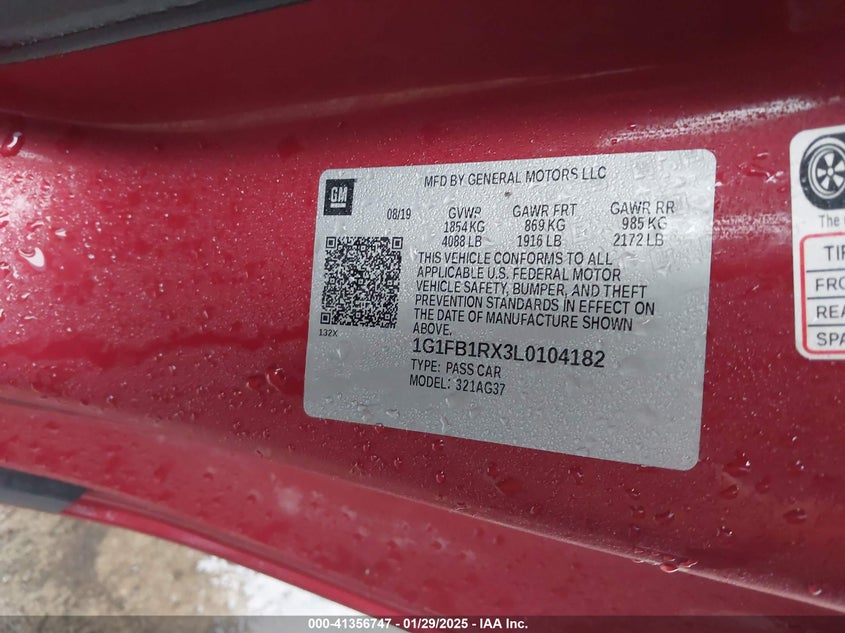 GM
MFD BY GENERAL MOTORS LLC
08/19 GVWR GAWR FRT GAWR RR
1854 KG 869 KG 985 KG
4088 LB 1916 LB 2172 LB
THIS VEHICLE CONFORMS TO ALL
APPLICABLE U.S. FEDERAL MOTOR
VEHICLE SAFETY, BUMPER, AND THEFT
PREVENTION STANDARDS IN EFFECT ON
THE DATE OF MANUFACTURE SHOWN
ABOVE.
132X
1G1FB1RX3L0104182
TYPE: PASS CAR
MODEL: 321AG37
The
TIR
FRO
REA
SPA
000-41356747 - 01/29/2025 - IAA Inc.